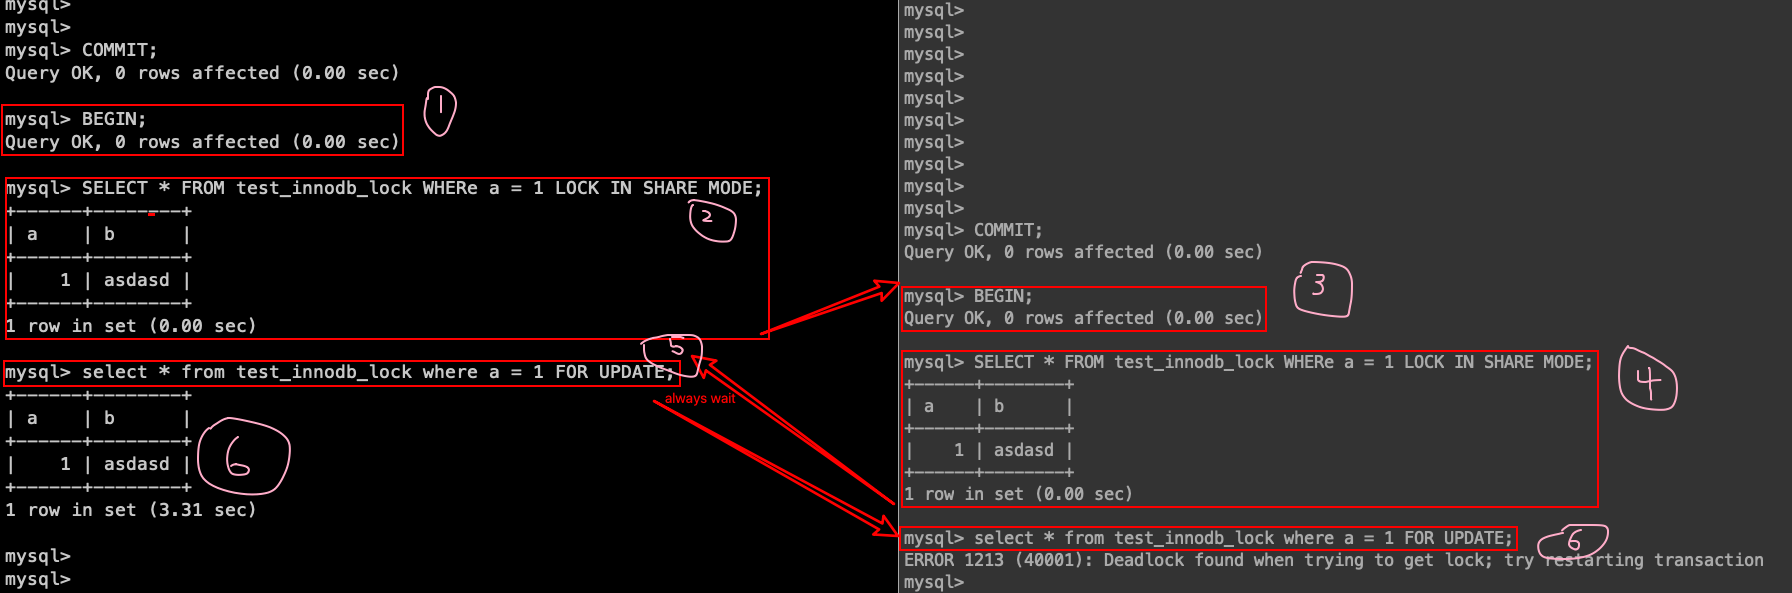 mysql>
mysql>
mysql> COMMIT;
Query OK, 0 rows affected (0.00 sec)
1
mysql> BEGIN;
Query OK, 0 rows affected (0.00 sec)
mysql> SELECT * FROM test_innodb_lock WHERe a = 1 LOCK IN SHARE MODE;
2
+------+--------+
| a    | b      |
+------+--------+
|    1 | asdasd |
+------+--------+
1 row in set (0.00 sec)
5
mysql> select * from test_innodb_lock where a = 1 FOR UPDATE;
always wait
+------+--------+
| a    | b      |
+------+--------+
|    1 | asdasd |
+------+--------+
6
1 row in set (3.31 sec)
mysql>
mysql>
mysql>
mysql>
mysql>
mysql>
mysql>
mysql>
mysql>
mysql>
mysql>
mysql>
mysql> COMMIT;
Query OK, 0 rows affected (0.00 sec)
3
mysql> BEGIN;
Query OK, 0 rows affected (0.00 sec)
mysql> SELECT * FROM test_innodb_lock WHERe a = 1 LOCK IN SHARE MODE;
4
+------+--------+
| a    | b      |
+------+--------+
|    1 | asdasd |
+------+--------+
1 row in set (0.00 sec)
mysql> select * from test_innodb_lock where a = 1 FOR UPDATE;
6
ERROR 1213 (40001): Deadlock found when trying to get lock; try restarting transaction
mysql>